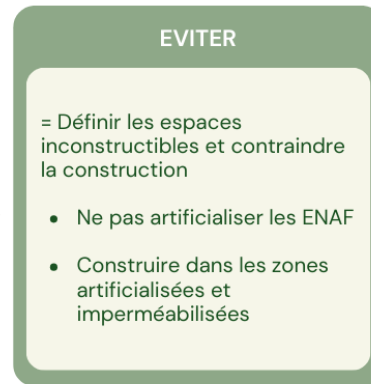 EVITER
= Définir les espaces
inconstructibles et contraindre
la construction
• Ne pas artificialiser les ENAF
• Construire dans les zones
artificialisées et
imperméabilisées